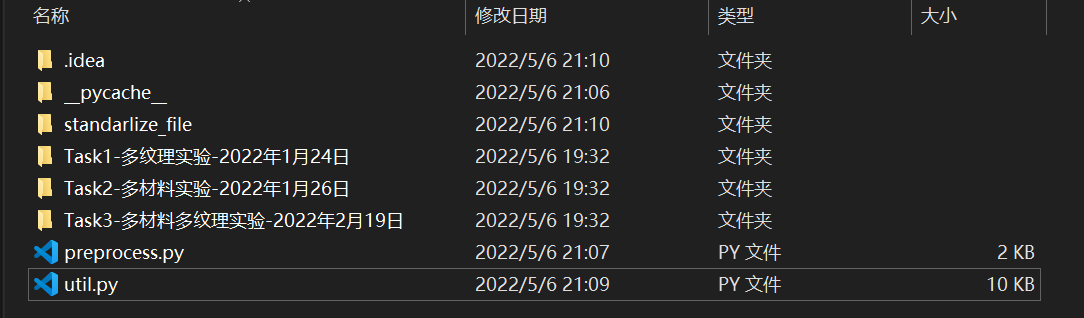 名称 修改日期 类型 大小
.idea 2022/5/6 21:10 文件夹
__pycache__ 2022/5/6 21:06 文件夹
standarlize_file 2022/5/6 21:10 文件夹
Task1-多纹理实验-2022年1月24日 2022/5/6 19:32 文件夹
Task2-多材料实验-2022年1月26日 2022/5/6 19:32 文件夹
Task3-多材料多纹理实验-2022年2月19日 2022/5/6 19:32 文件夹
preprocess.py 2022/5/6 21:07 PY 文件 2 KB
util.py 2022/5/6 21:09 PY 文件 10 KB